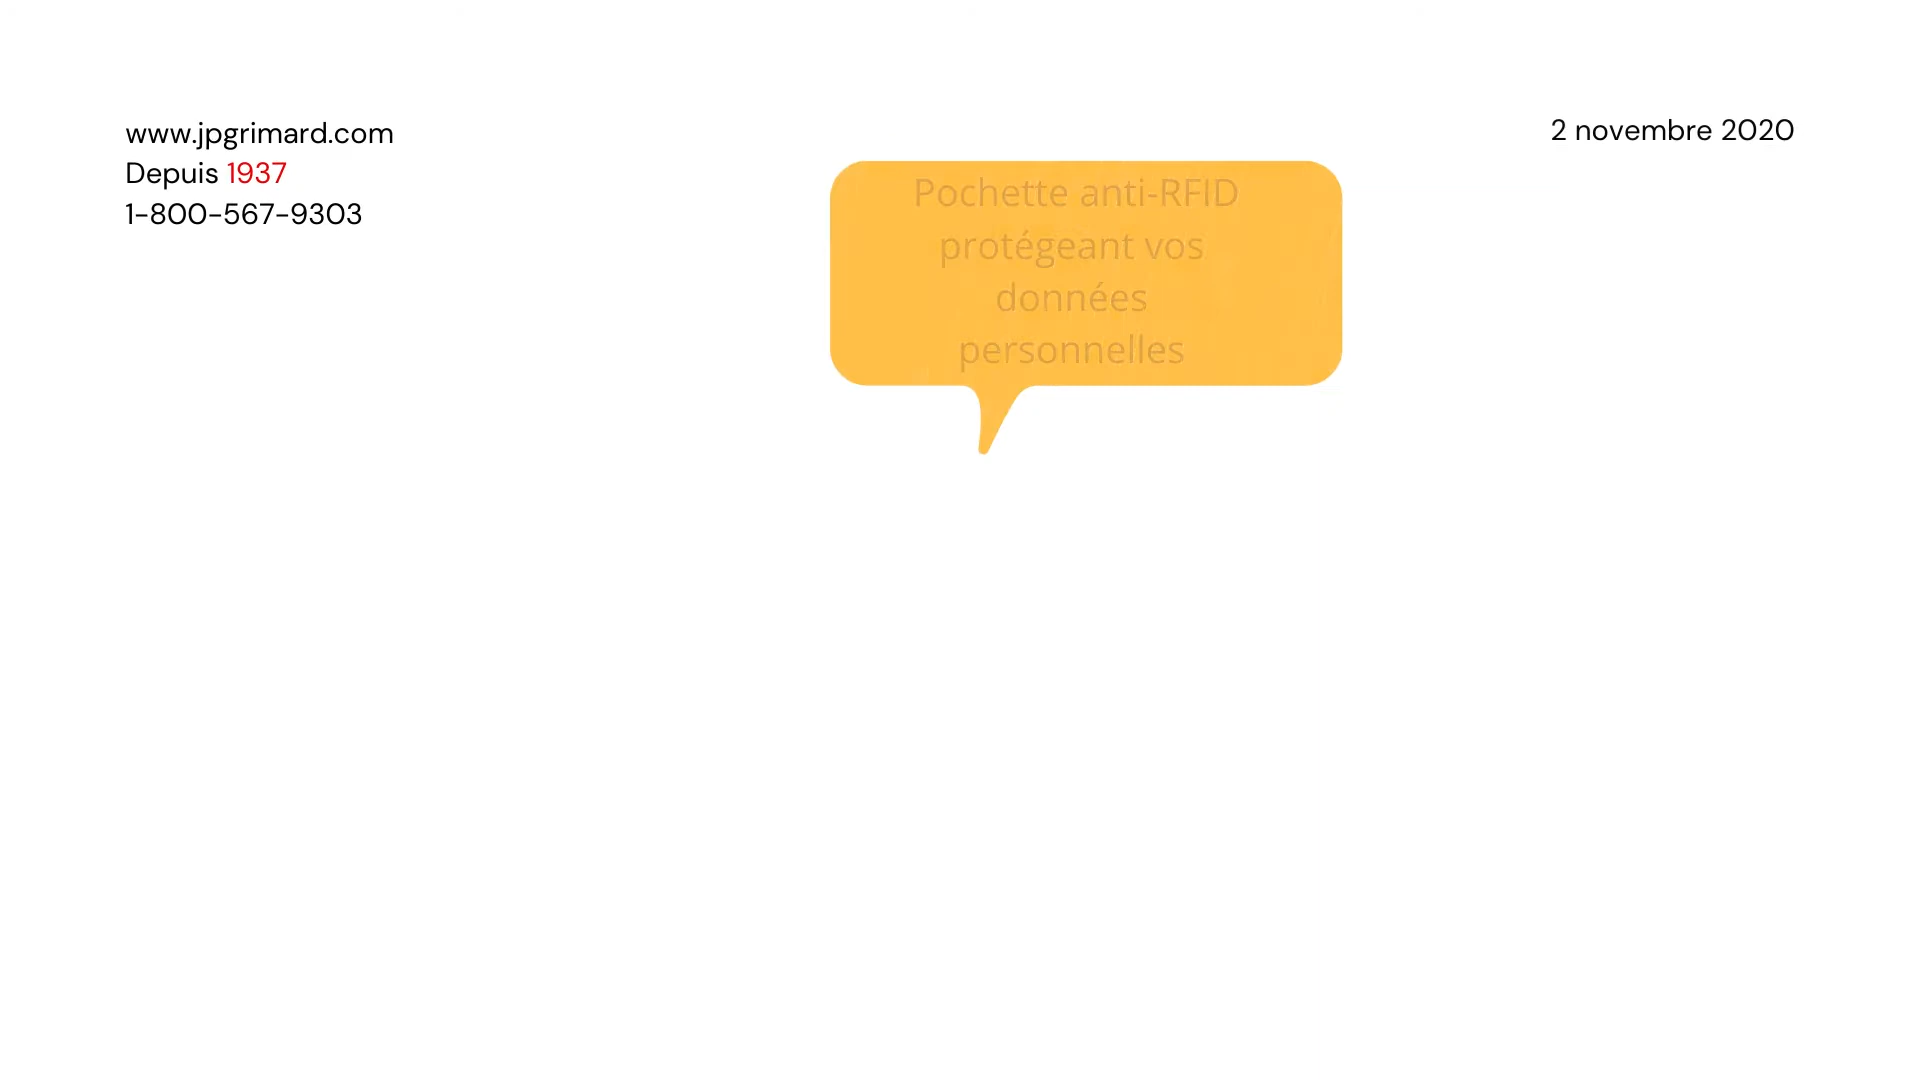 www.jpgrimard.com
Depuis 1937
1-800-567-9303
2 novembre 2020
Pochette anti-RFID
protégeant vos
données
personnelles